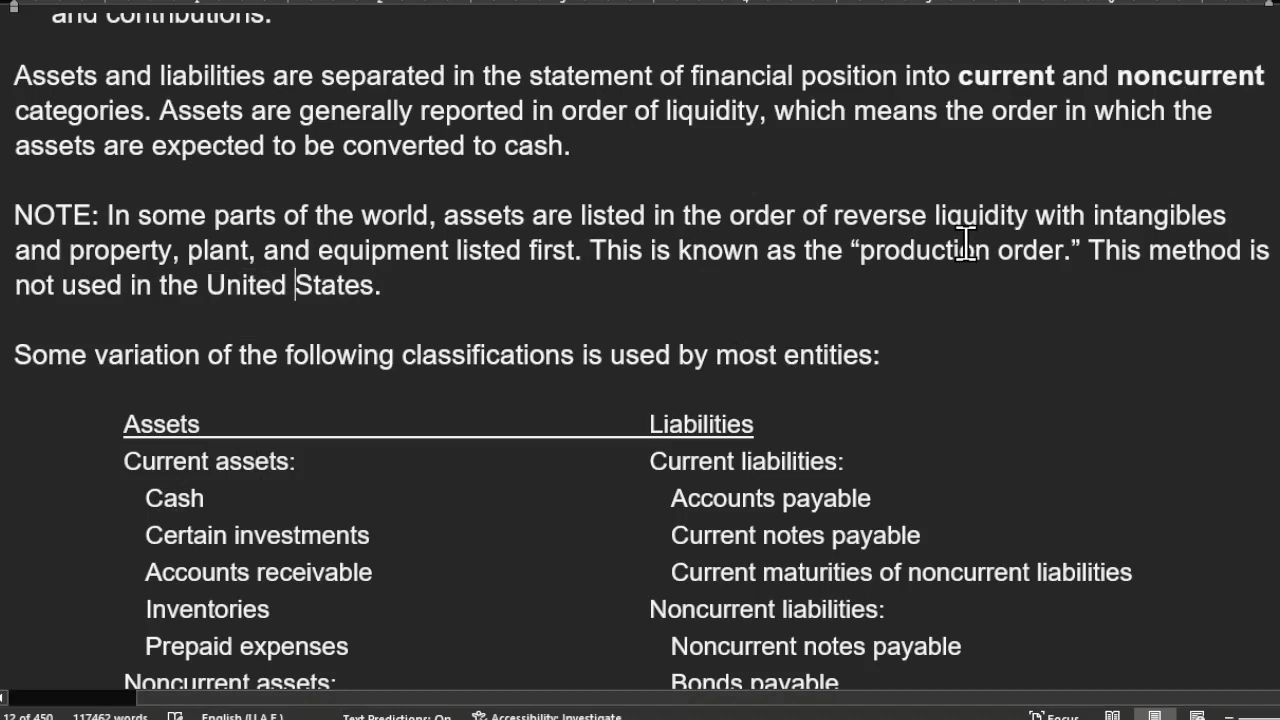 and contributions.
Assets and liabilities are separated in the statement of financial position into current and noncurrent
categories. Assets are generally reported in order of liquidity, which means the order in which the
assets are expected to be converted to cash.
NOTE: In some parts of the world, assets are listed in the order of reverse liquidity with intangibles
and property, plant, and equipment listed first. This is known as the “production order.” This method is
not used in the United States.
Some variation of the following classifications is used by most entities:
Assets Liabilities
Current assets: Current liabilities:
Cash Accounts payable
Certain investments Current notes payable
Accounts receivable Current maturities of noncurrent liabilities
Inventories Noncurrent liabilities:
Prepaid expenses Noncurrent notes payable
Noncurrent assets: Bonds payable
12 of 450 117462 words English (U.A.E.) Text Predictions: On Accessibility: Investigate Focus